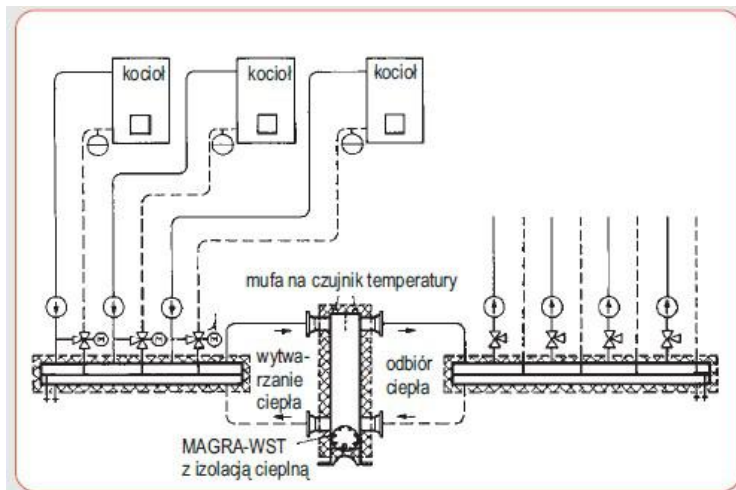 kocioł
kocioł
kocioł
mufa na czujnik temperatury
wytwa-
rzanie
ciepła
odbiór
ciepła
MAGRA-WST
z izolacją cieplną